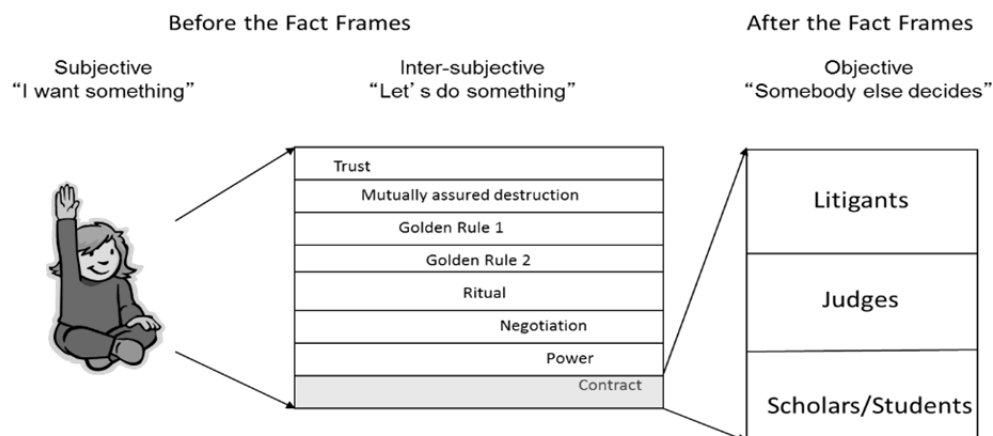 Before the Fact Frames
After the Fact Frames
Subjective
“I want something”
Inter-subjective
“Let’s do something”
Objective
“Somebody else decides”
Trust
Mutually assured destruction
Golden Rule 1
Golden Rule 2
Ritual
Negotiation
Power
Contract
Litigants
Judges
Scholars/Students